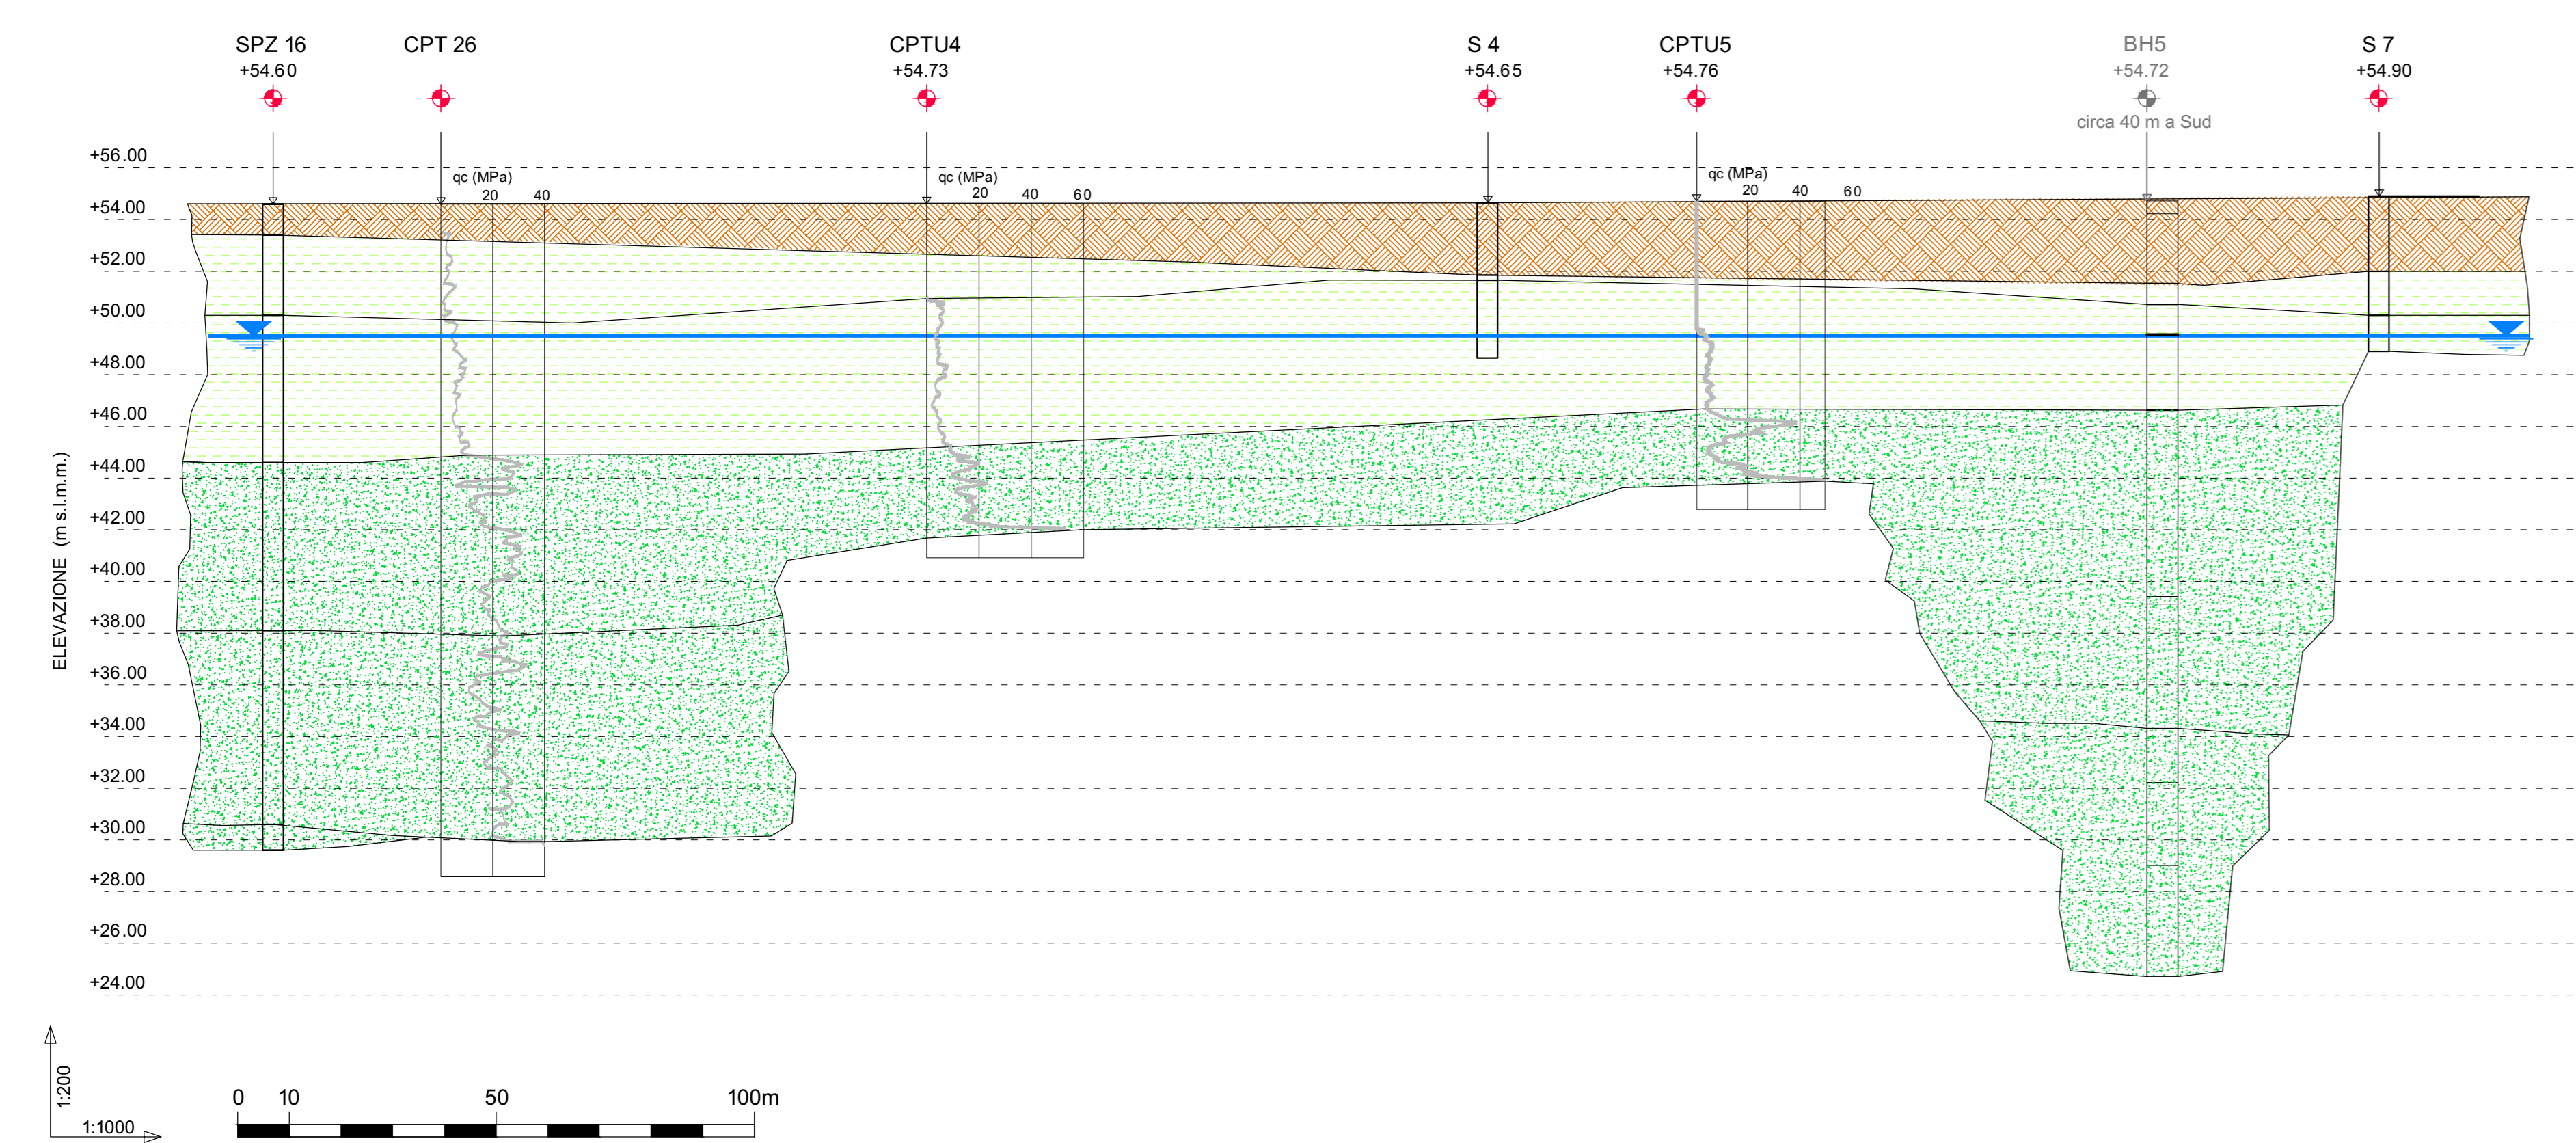 SPZ 16
+54.60
CPT 26
CPTU4
+54.73
S 4
+54.65
CPTU5
+54.76
BH5
+54.72
circa 40 m a Sud
S 7
+54.90
qc (MPa)
20 40
qc (MPa)
20 40 60
qc (MPa)
20 40 60
ELEVAZIONE (m s.l.m.m.)
+56.00
+54.00
+52.00
+50.00
+48.00
+46.00
+44.00
+42.00
+40.00
+38.00
+36.00
+34.00
+32.00
+30.00
+28.00
+26.00
+24.00
1:200
1:1000
0 10 50 100m